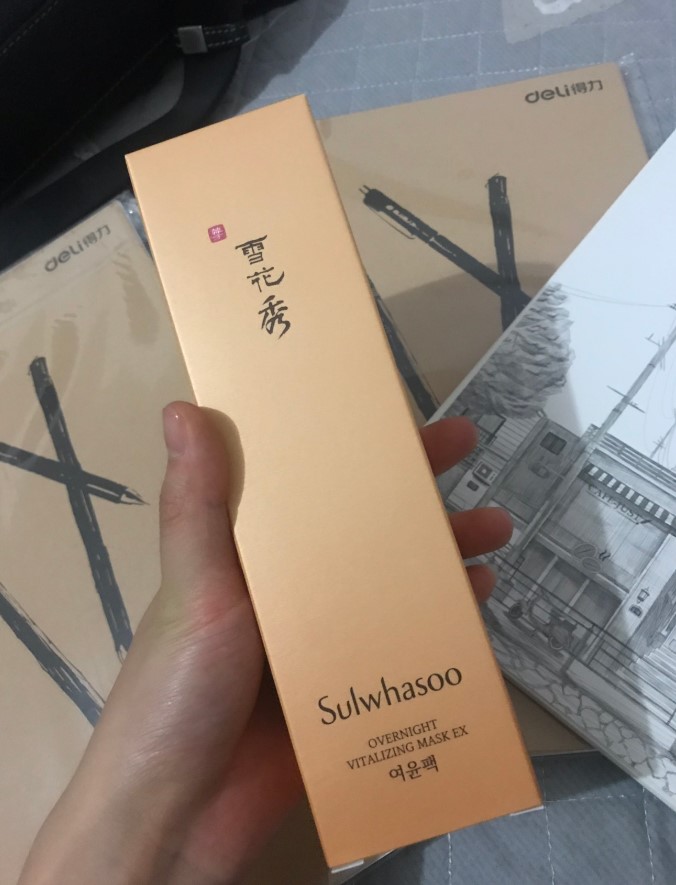 deli得力
deli得力
雪花秀
Sulwhasoo
OVERNIGHT
VITALIZING MASK EX
여윤팩